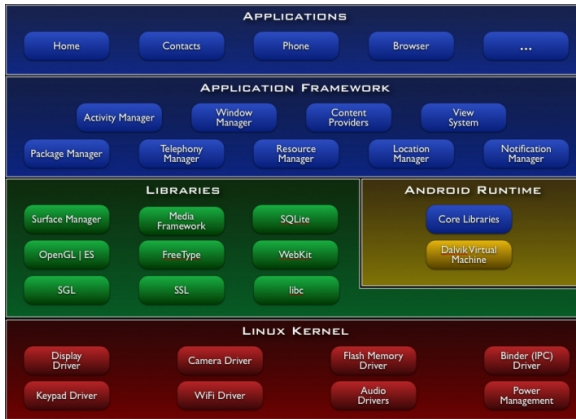 APPLICATIONS
Home
Contacts
Phone
Browser
...
APPLICATION FRAMEWORK
Activity Manager
Window
Manager
Content
Providers
View
System
Package Manager
Telephony
Manager
Resource
Manager
Location
Manager
Notification
Manager
LIBRARIES
Surface Manager
Media
Framework
SQLite
OpenGL | ES
FreeType
WebKit
SGL
SSL
libc
ANDROID RUNTIME
Core Libraries
Dalvik Virtual
Machine
LINUX KERNEL
Display
Driver
Camera Driver
Flash Memory
Driver
Binder (IPC)
Driver
Keypad Driver
WiFi Driver
Audio
Drivers
Power
Management